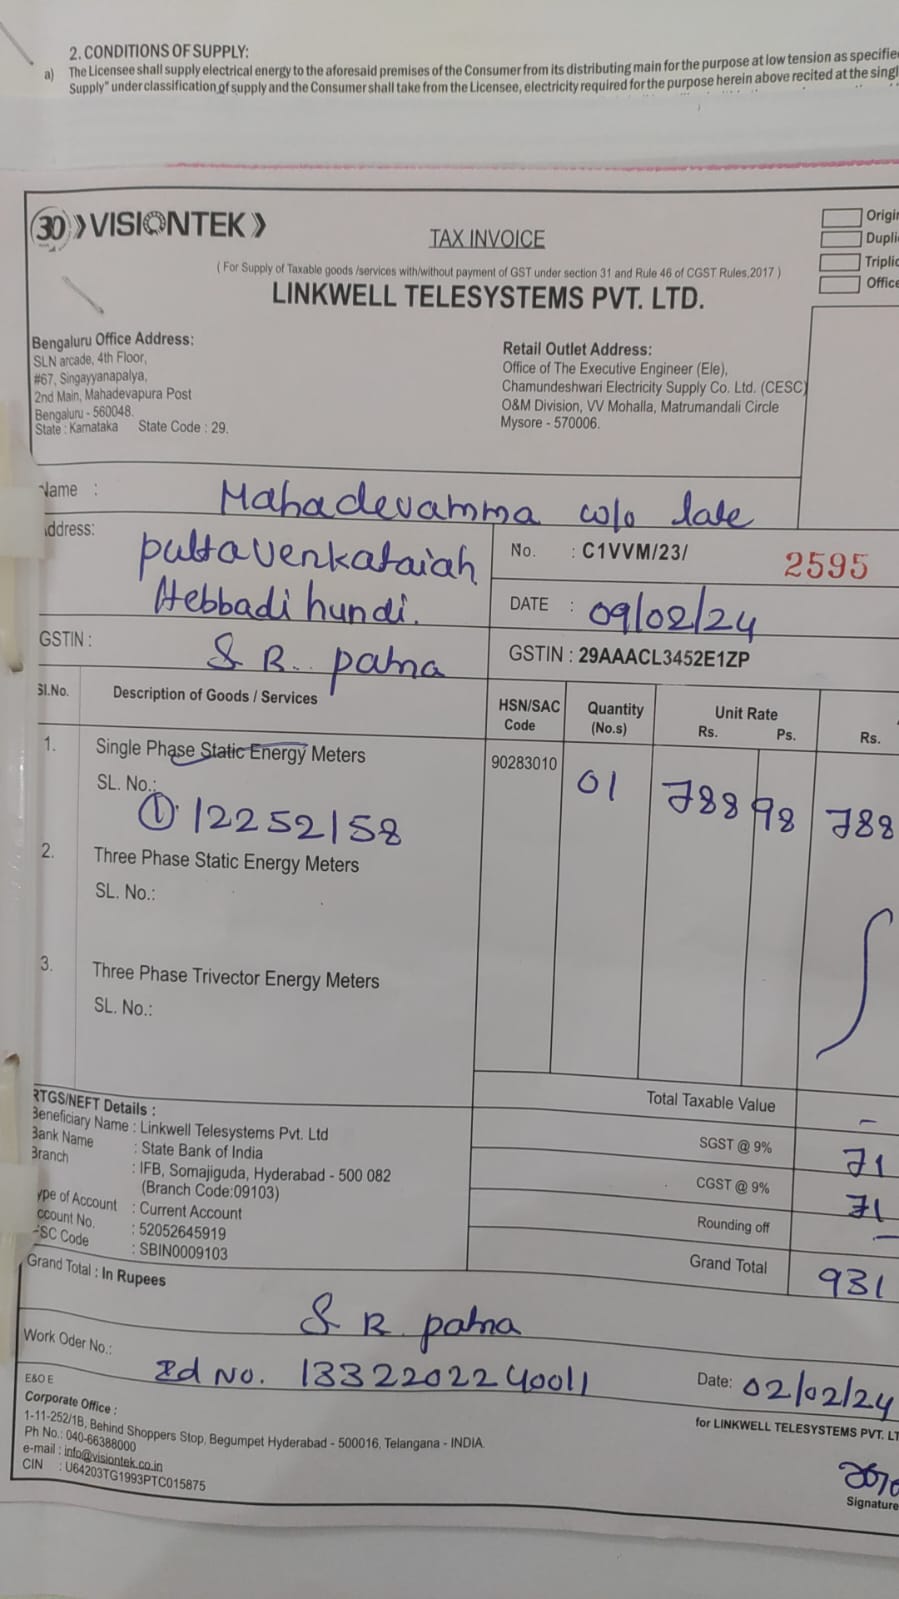 2. CONDITIONS OF SUPPLY:
a) The Licensee shall supply electrical energy to the aforesaid premises of the Consumer from its distributing main for the purpose at low tension as specifie
Supply" under classification of supply and the Consumer shall take from the Licensee, electricity required for the purpose herein above recited at the singl
30 VISIONTEK
TAX INVOICE
Origi
Dupli
Triplic
Office
( For Supply of Taxable goods /services with/without payment of GST under section 31 and Rule 46 of CGST Rules,2017 )
LINKWELL TELESYSTEMS PVT. LTD.
Bengaluru Office Address:
SLN arcade, 4th Floor,
#67, Singayyanapalya,
2nd Main, Mahadevapura Post
Bengaluru - 560048.
State : Karnataka State Code : 29.
Retail Outlet Address:
Office of The Executive Engineer (Ele),
Chamundeshwari Electricity Supply Co. Ltd. (CESC)
O&M Division, VV Mohalla, Matrumandali Circle
Mysore - 570006.
Name : Mahadevamma w/o late
Address: puttavenkataiah
Hebbadi hundi.
No. : C1VVM/23/ 2595
DATE : 09/02/24
GSTIN : S R. patna
GSTIN : 29AAACL3452E1ZP
Sl.No. Description of Goods / Services HSN/SAC Code Quantity (No.s) Unit Rate Rs. Ps. Rs.
1. Single Phase Static Energy Meters 90283010 01 788 98 788
SL. No.:
① 12252158
2. Three Phase Static Energy Meters
SL. No.:
3. Three Phase Trivector Energy Meters
SL. No.:
Total Taxable Value -
SGST @ 9% 71
CGST @ 9% 71
Rounding off -
Grand Total 931
RTGS/NEFT Details :
Beneficiary Name : Linkwell Telesystems Pvt. Ltd
Bank Name : State Bank of India
Branch : IFB, Somajiguda, Hyderabad - 500 082
(Branch Code:09103)
ype of Account : Current Account
ccount No. : 52052645919
FSC Code : SBIN0009103
Grand Total : In Rupees
S R. patna
Work Oder No.:
Id No. 1332202240011
Date: 02/02/24
E&O E
Corporate Office :
1-11-252/1B, Behind Shoppers Stop, Begumpet Hyderabad - 500016, Telangana - INDIA.
Ph No.: 040-66388000
e-mail : info@visiontek.co.in
CIN : U64203TG1993PTC015875
for LINKWELL TELESYSTEMS PVT. LT
Signature